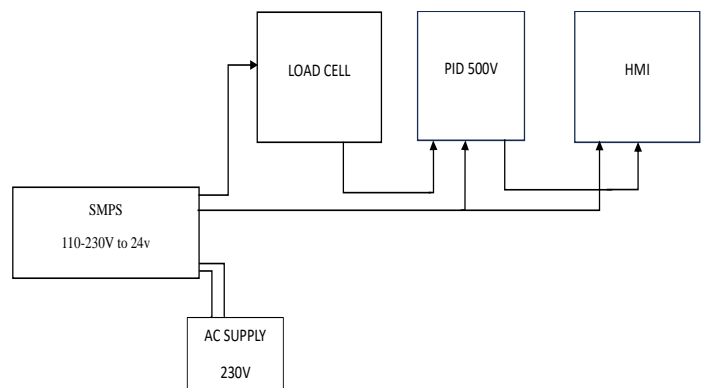 LOAD CELL
PID 500V
HMI
SMPS
110-230V to 24v
AC SUPPLY
230V